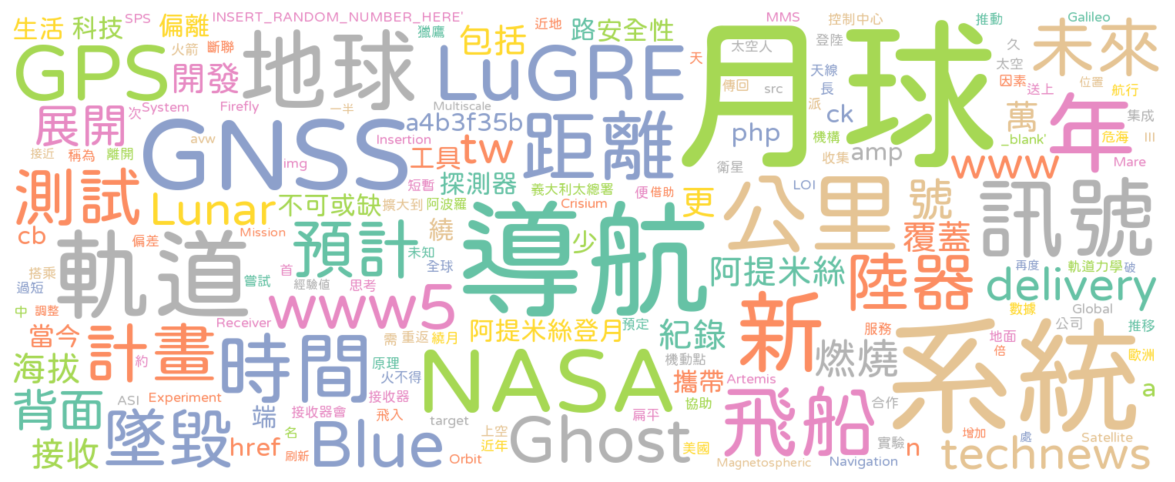 生活 科技 SPS 偏離 INSERT_RANDOM_NUMBER_HERE' 獵鷹 近地 路 安全性 MMS 控制中心 推動 Galileo
火箭 斷聯 包括 天 太空人 登陸 久 未來
GPS 開發 地球 LuGRE 月球 天線 太空 因素 位置
展開 次 System Firefly 一半 Multiscale 傳回 src 長 送上 航行
avw GNSS a4b3f35b 距離 php 派 ck 萬 年 集成
接近 稱為 離開 img Insertion 工具 tw 衛星 機構 amp 收集 www _blank' 危海 III
測試 短暫 探測器 義大利太總署 便 借助 LOI Mare
Lunar 不可或缺 擴大到 阿波羅 Crisium 更 公里 號 訊號
cb 偏差 Mission 預計 繞 導航 少 覆蓋
軌道 未知 全球 阿提米絲 陸器 再度 軌道力學 破
搭乘 首 嘗試 經驗值 思考 delivery
過短 www5 數據 Global
中 調整 Receiver 阿提米絲登月 預定 紀錄 新 服務 公司 推移
當今 計畫 時間 需 重返 繞月 機動點 燃燒 地面 系統
海拔 約 原理 NASA 攜帶 倍 歐洲
背面 ASI Experiment 火不得 接收器 扁平 協助 Artemis 飛船 合作 a
墜毀 端 接收器會 飛入 target Ghost 實驗 增加 處 Satellite
接收 href 名 Blue 上空 美國 n
刷新 Orbit 近年 Magnetospheric Navigation technews